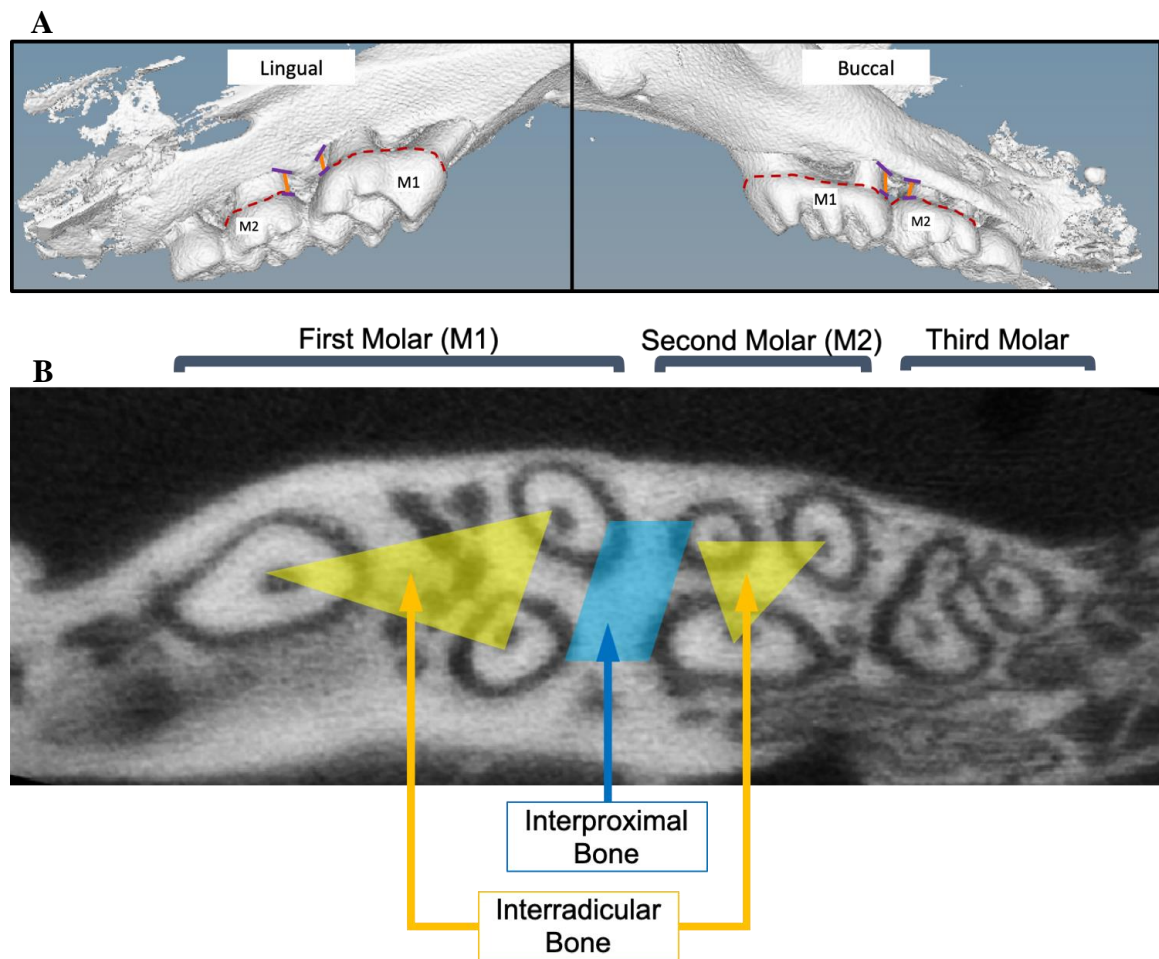 A
Lingual
Buccal
M1
M2
M1
M2
First Molar (M1)
Second Molar (M2)
Third Molar
B
Interproximal
Bone
Interradicular
Bone